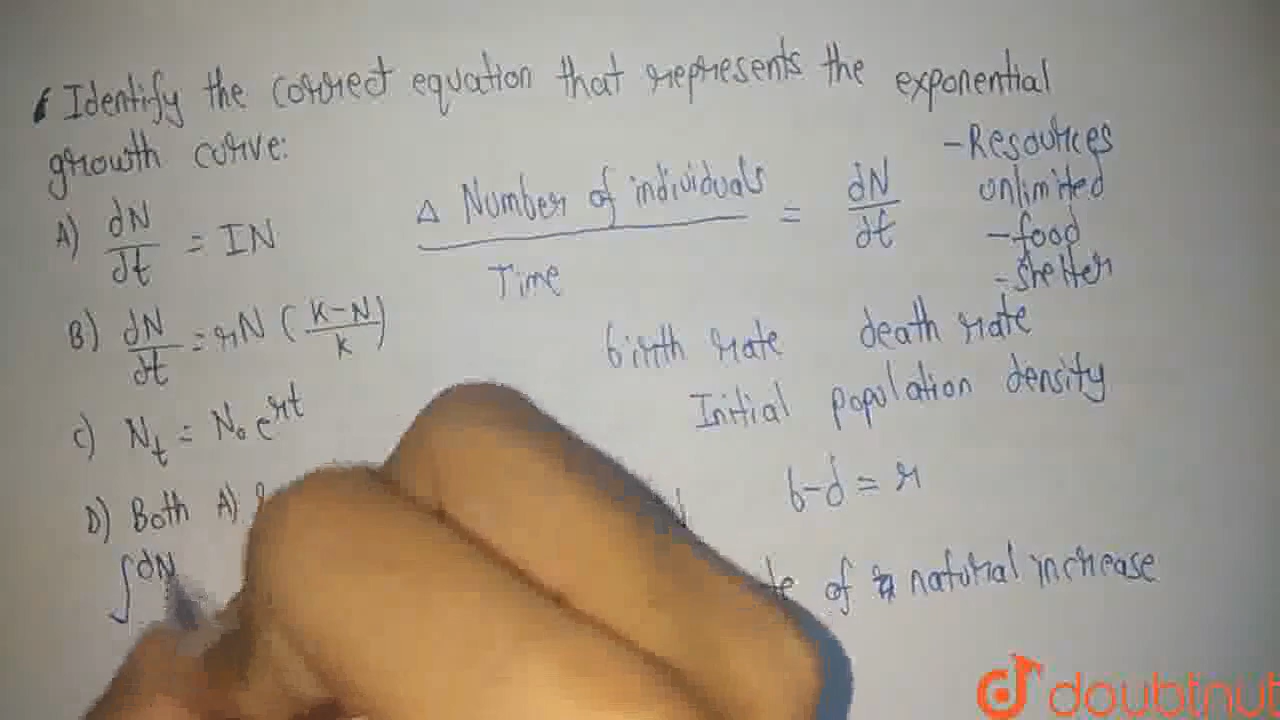 Identify the correct equation that represents the exponential
growth curve:
A) dN/dt = IN
B) dN/dt = rN (K-N/K)
C) Nt = N₀ e^rt
D) Both A)
∫dN
Δ Number of individuals / Time = dN/dt
-Resources
unlimited
-food
-Shelter
birth rate death rate
Initial population density
b-d = r
of natural increase
doubtnut